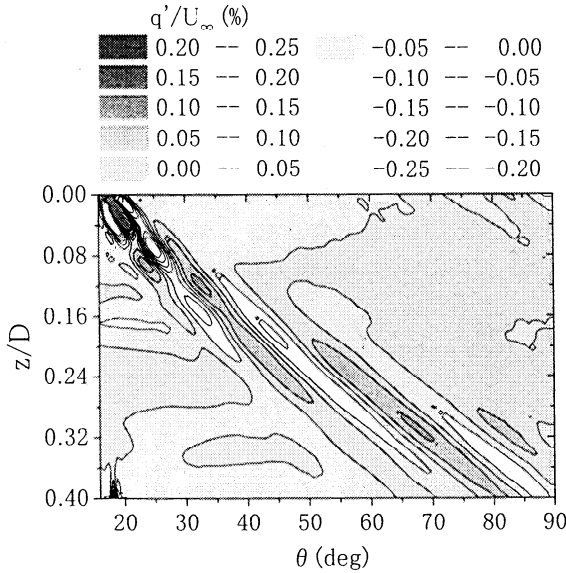 q'/U∞ (%)
0.20 -- 0.25 -0.05 -- 0.00
0.15 -- 0.20 -0.10 -- -0.05
0.10 -- 0.15 -0.15 -- -0.10
0.05 -- 0.10 -0.20 -- -0.15
0.00 -- 0.05 -0.25 -- -0.20
0.00
0.08
0.16
0.24
0.32
0.40
z/D
20 30 40 50 60 70 80 90
θ (deg)